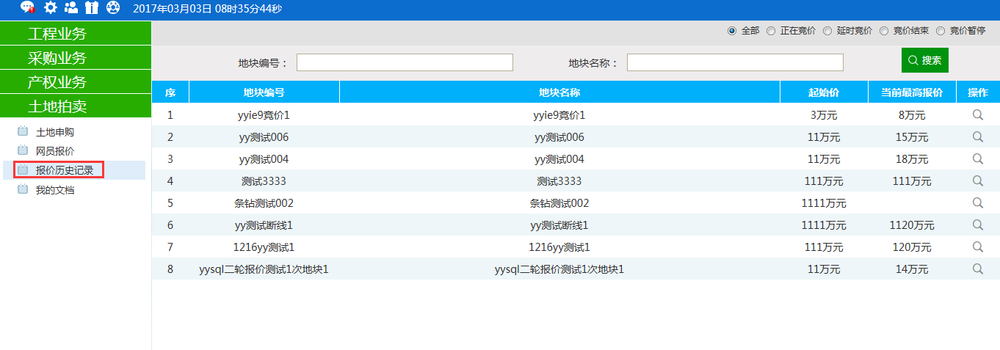 2017年03月03日 08时35分44秒
工程业务
采购业务
产权业务
土地拍卖
土地申购
网员报价
报价历史记录
我的文档
全部 正在竞价 延时竞价 竞价结束 竞价暂停
地块编号： 地块名称： 搜索
序 地块编号 地块名称 起始价 当前最高报价 操作
1 yyie9竞价1 yyie9竞价1 3万元 8万元
2 yy测试006 yy测试006 11万元 15万元
3 yy测试004 yy测试004 11万元 18万元
4 测试3333 测试3333 111万元 111万元
5 条钻测试002 条钻测试002 1111万元
6 yy测试断线1 yy测试断线1 1111万元 1120万元
7 1216yy测试1 1216yy测试1 111万元 120万元
8 yysql二轮报价测试1次地块1 yysql二轮报价测试1次地块1 11万元 14万元